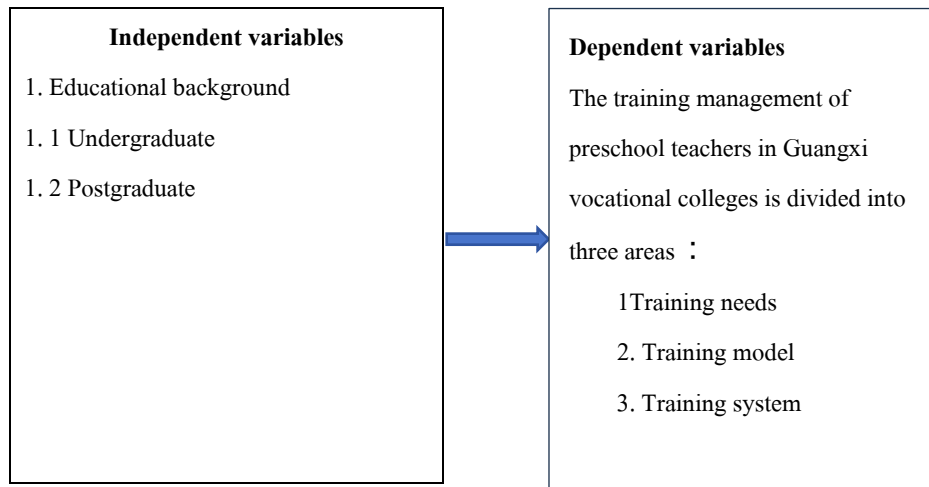 Independent variables
1. Educational background
1. 1 Undergraduate
1. 2 Postgraduate
Dependent variables
The training management of
preschool teachers in Guangxi
vocational colleges is divided into
three areas ：
1Training needs
2. Training model
3. Training system